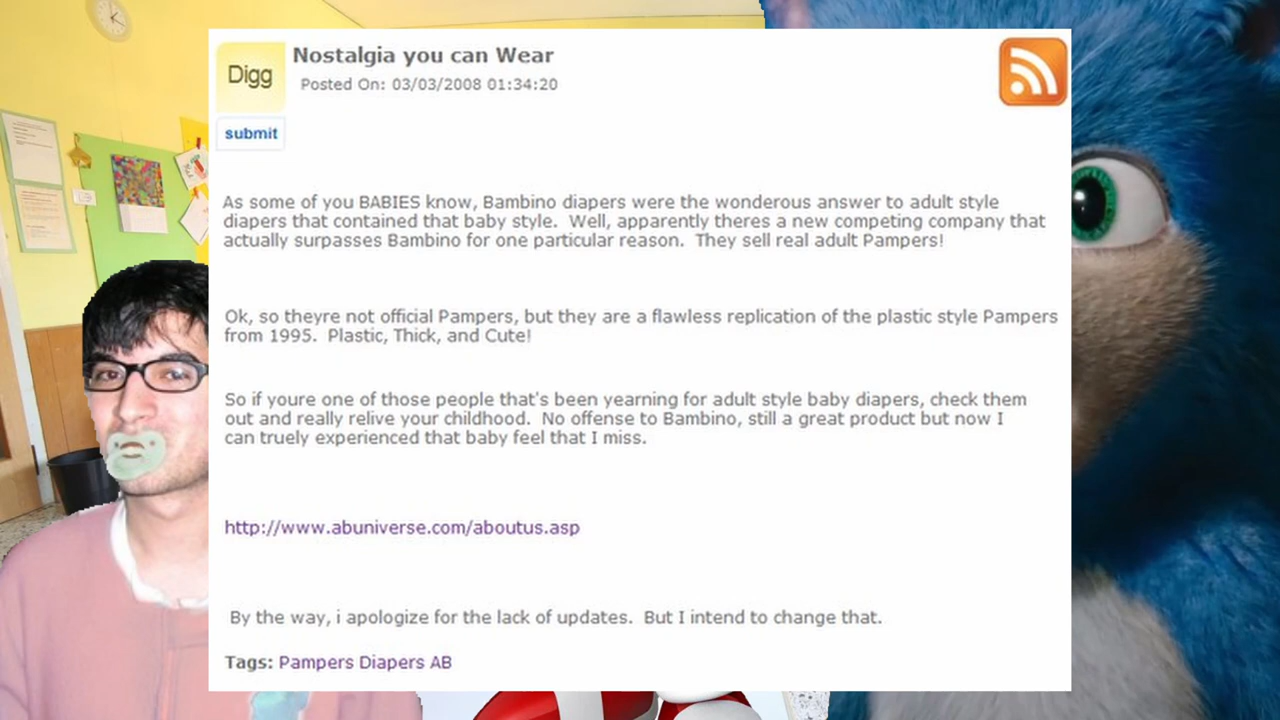 Nostalgia you can Wear
Digg
Posted On: 03/03/2008 01:34:20
submit
As some of you BABIES know, Bambino diapers were the wonderous answer to adult style
diapers that contained that baby style.  Well, apparently theres a new competing company that
actually surpasses Bambino for one particular reason.  They sell real adult Pampers!
Ok, so theyre not official Pampers, but they are a flawless replication of the plastic style Pampers
from 1995.  Plastic, Thick, and Cute!
So if youre one of those people that's been yearning for adult style baby diapers, check them
out and really relive your childhood.  No offense to Bambino, still a great product but now I
can truely experienced that baby feel that I miss.
http://www.abuniverse.com/aboutus.asp
By the way, i apologize for the lack of updates.  But I intend to change that.
Tags: Pampers Diapers AB